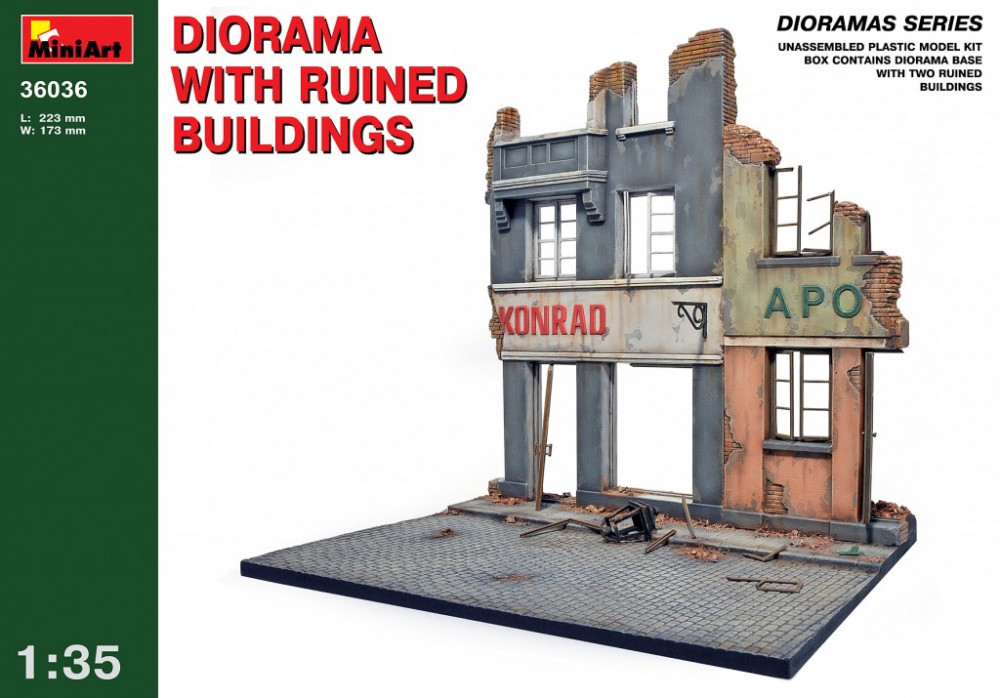 MiniArt
36036
L: 223 mm
W: 173 mm
DIORAMA
WITH RUINED
BUILDINGS
DIORAMAS SERIES
UNASSEMBLED PLASTIC MODEL KIT
BOX CONTAINS DIORAMA BASE
WITH TWO RUINED
BUILDINGS
KONRAD
APO
1:35